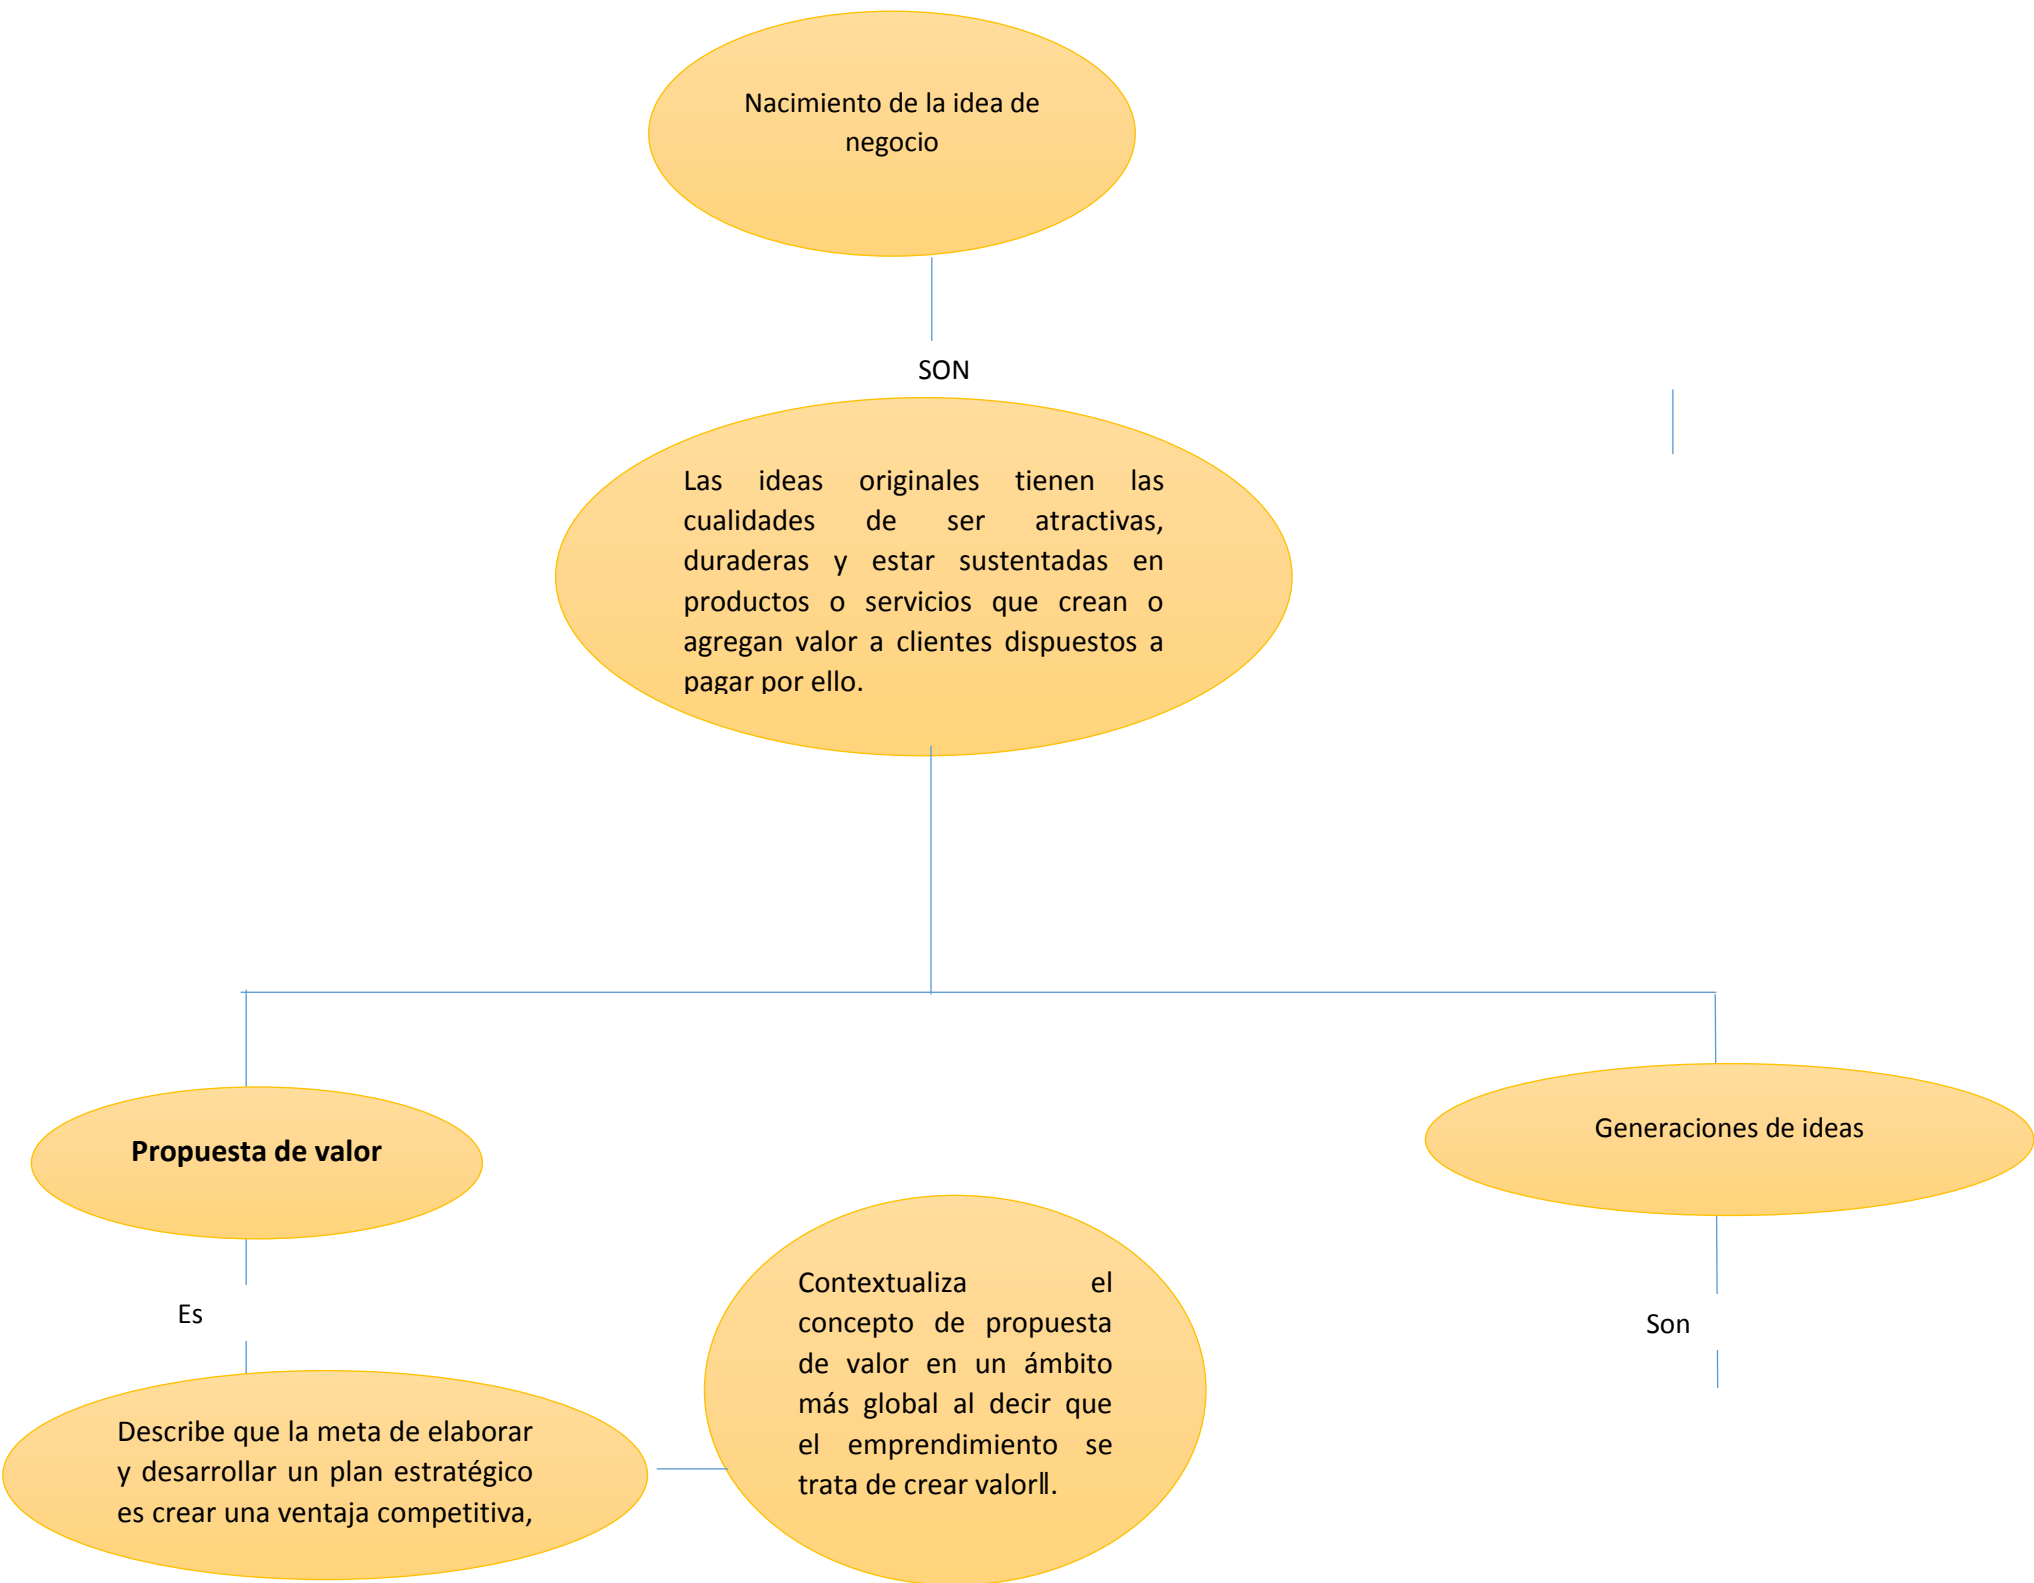 Nacimiento de la idea de
negocio
SON
Las ideas originales tienen las
cualidades de ser atractivas,
duraderas y estar sustentadas en
productos o servicios que crean o
agregan valor a clientes dispuestos a
pagar por ello.
Propuesta de valor
Generaciones de ideas
Es
Son
Describe que la meta de elaborar
y desarrollar un plan estratégico
es crear una ventaja competitiva,
Contextualiza el
concepto de propuesta
de valor en un ámbito
más global al decir que
el emprendimiento se
trata de crear valor‖.